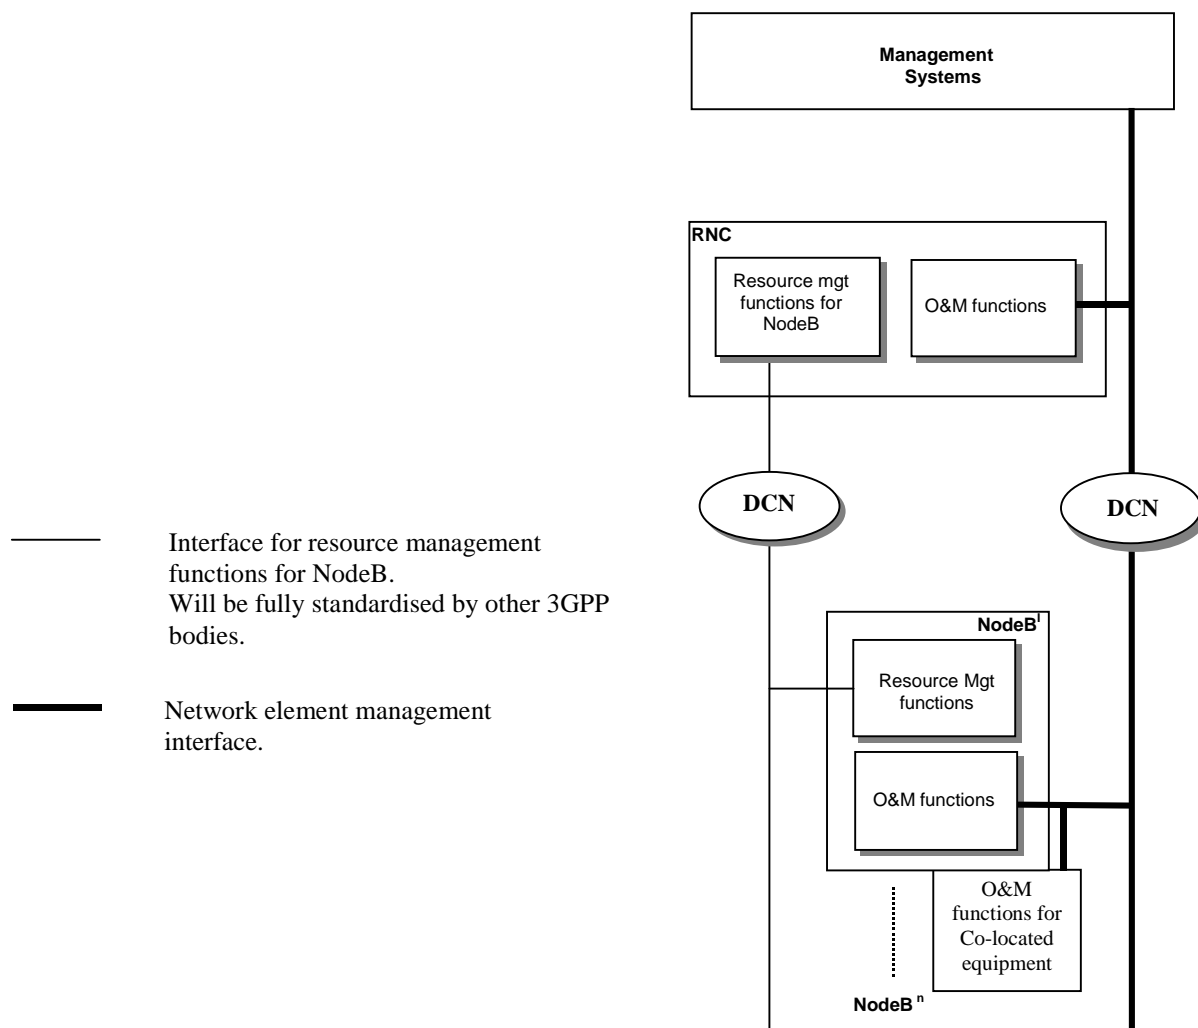 Management
Systems
RNC
Resource mgt
functions for
NodeB
O&M functions
DCN
DCN
Interface for resource management
functions for NodeB.
Will be fully standardised by other 3GPP
bodies.
NodeB l
Resource Mgt
functions
Network element management
interface.
O&M functions
O&M
functions for
Co-located
equipment
NodeB n